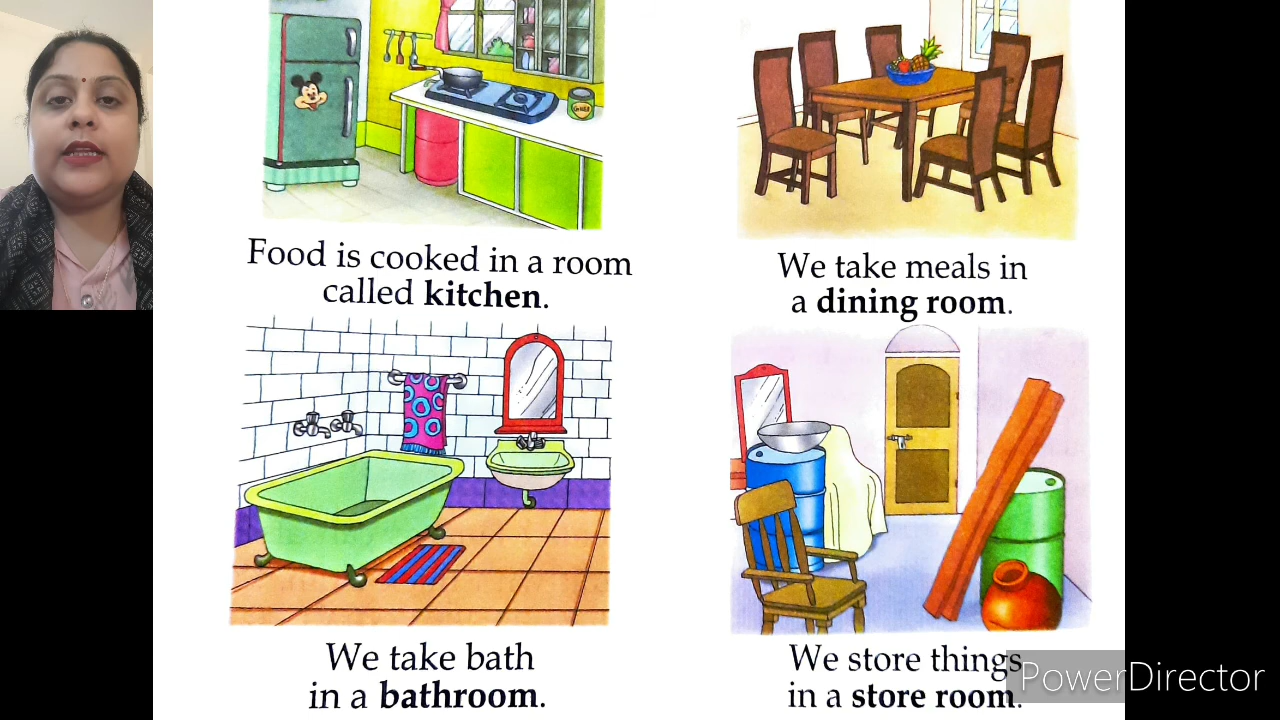 Food is cooked in a room
called kitchen.
We take meals in
a dining room.
We take bath
in a bathroom.
We store things
in a store room.
PowerDirector